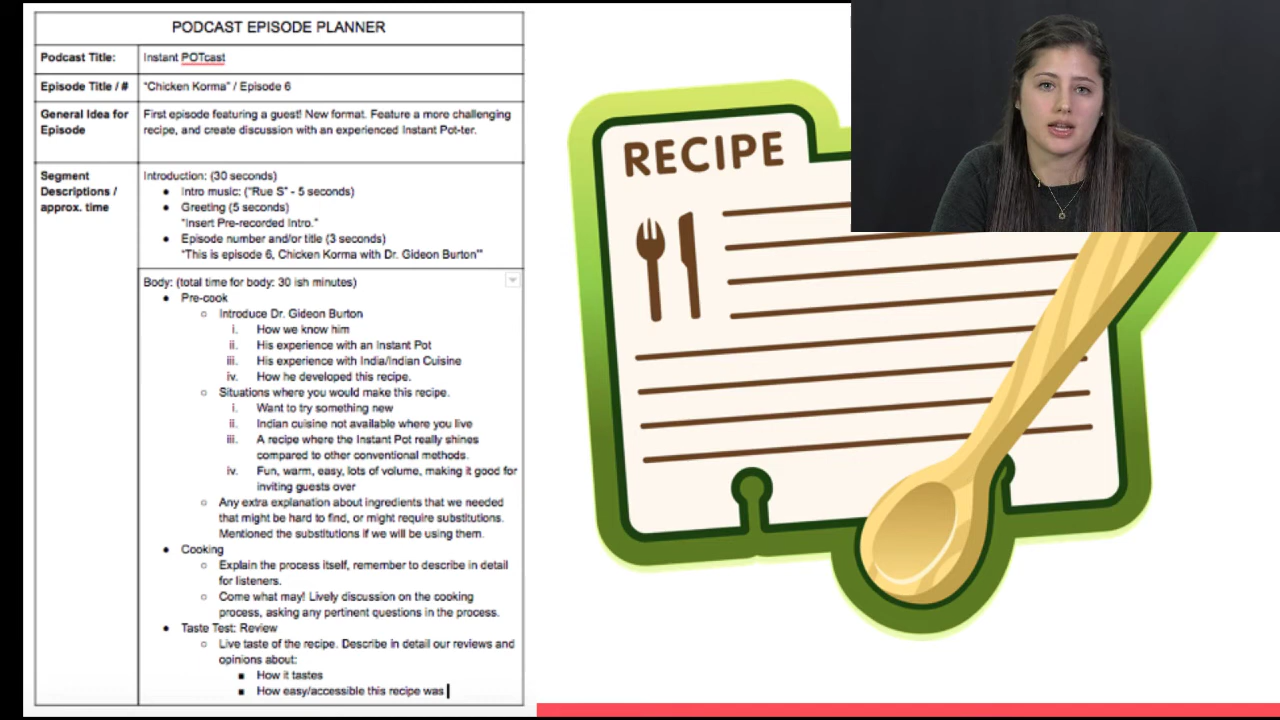 PODCAST EPISODE PLANNER
Podcast Title:
Instant POTcast
Episode Title / #
"Chicken Korma" / Episode 6
General Idea for
Episode
First episode featuring a guest! New format. Feature a more challenging
recipe, and create discussion with an experienced Instant Pot-ter.
Segment
Descriptions /
approx. time
Introduction: (30 seconds)
● Intro music: ("Rue S" - 5 seconds)
● Greeting (5 seconds)
"Insert Pre-recorded Intro."
● Episode number and/or title (3 seconds)
"This is episode 6, Chicken Korma with Dr. Gideon Burton'"
Body: (total time for body: 30 ish minutes)
● Pre-cook
○ Introduce Dr. Gideon Burton
i. How we know him
ii. His experience with an Instant Pot
iii. His experience with India/Indian Cuisine
iv. How he developed this recipe.
○ Situations where you would make this recipe.
i. Want to try something new
ii. Indian cuisine not available where you live
iii. A recipe where the Instant Pot really shines
compared to other conventional methods.
iv. Fun, warm, easy, lots of volume, making it good for
inviting guests over
○ Any extra explanation about ingredients that we needed
that might be hard to find, or might require substitutions.
Mentioned the substitutions if we will be using them.
● Cooking
○ Explain the process itself, remember to describe in detail
for listeners.
○ Come what may! Lively discussion on the cooking
process, asking any pertinent questions in the process.
● Taste Test: Review
○ Live taste of the recipe. Describe in detail our reviews and
opinions about:
■ How it tastes
■ How easy/accessible this recipe was
RECIPE